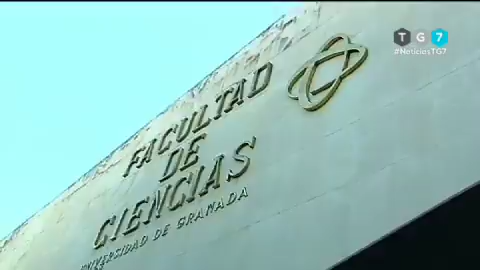 TG7
#NoticiasTG7
FACULTAD
DE
CIENCIAS
UNIVERSIDAD DE GRANADA